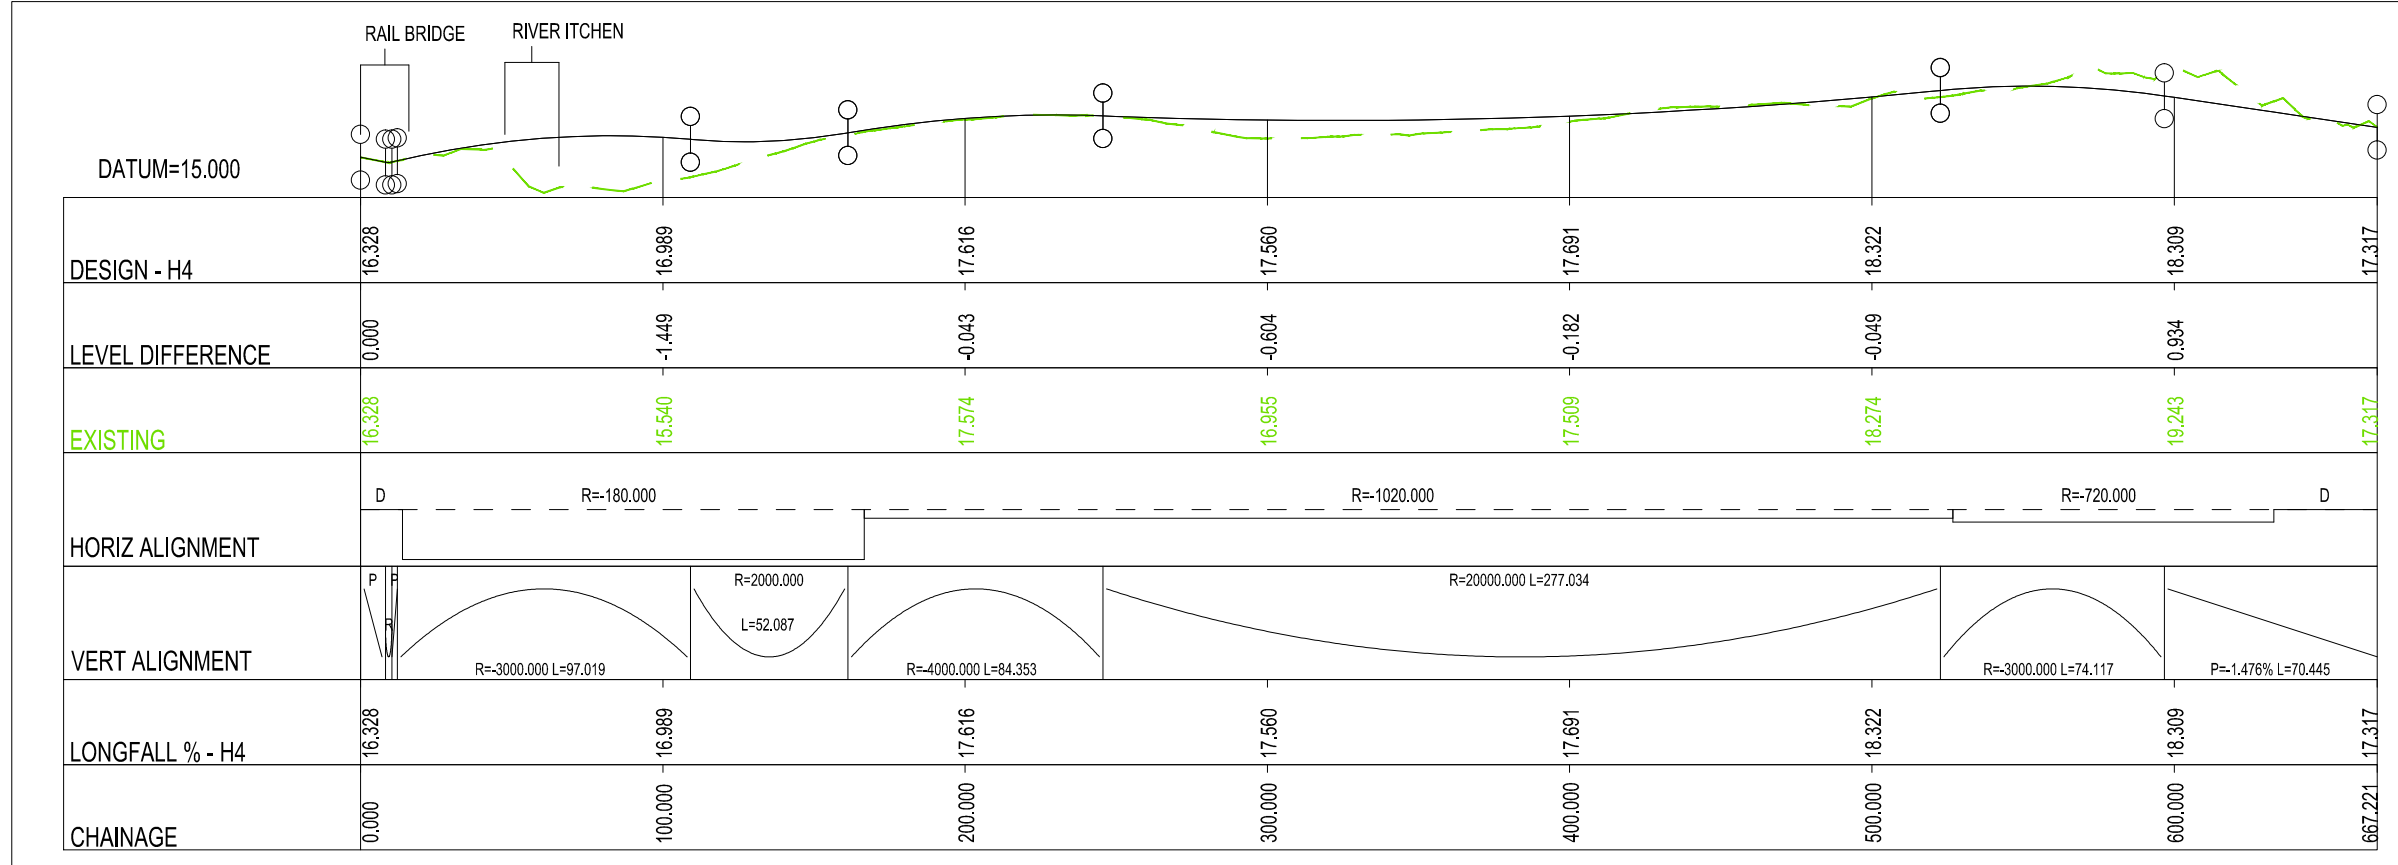 RAIL BRIDGE
RIVER ITCHEN
DATUM=15.000
DESIGN - H4
16.328 16.989 17.616 17.560 17.691 18.322 18.309 17.317
LEVEL DIFFERENCE
0.000 -1.449 -0.043 -0.604 -0.182 -0.049 0.934
EXISTING
16.328 15.540 17.574 16.955 17.509 18.274 19.243 17.317
D R=-180.000 R=-1020.000 R=-720.000 D
HORIZ ALIGNMENT
P P R=2000.000 R=20000.000 L=277.034
R L=52.087
VERT ALIGNMENT
R=-3000.000 L=97.019 R=-4000.000 L=84.353 R=-3000.000 L=74.117 P=-1.476% L=70.445
LONGFALL % - H4
16.328 16.989 17.616 17.560 17.691 18.322 18.309 17.317
CHAINAGE
0.000 100.000 200.000 300.000 400.000 500.000 600.000 667.221